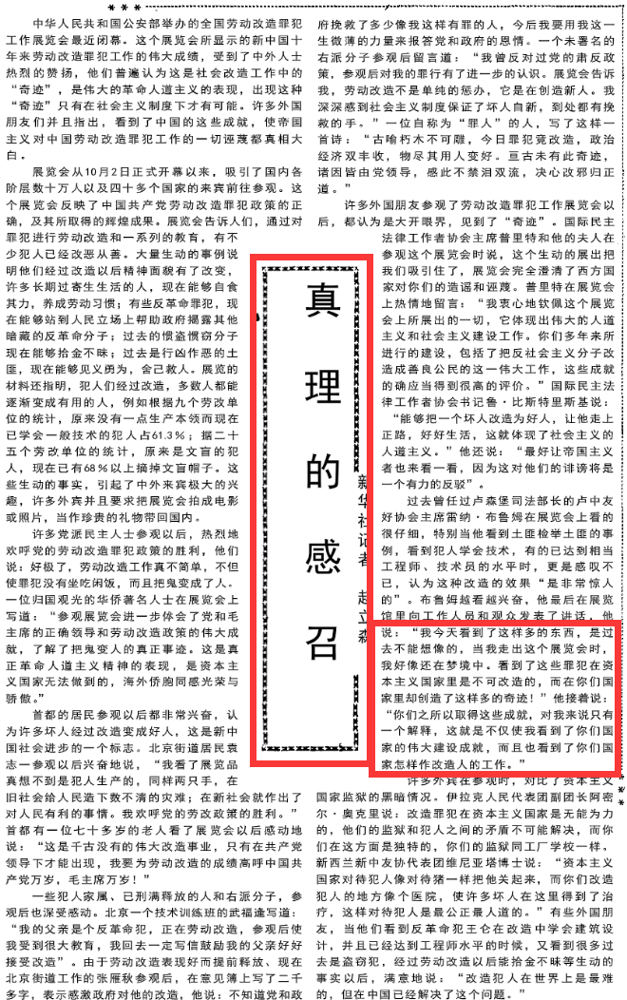 中华人民共和国公安部举办的全国劳动改造罪犯
工作展览会最近闭幕。这个展览会所显示的新中国十
年来劳动改造罪犯工作的伟大成绩，受到了中外人士
热烈的赞扬，他们普遍认为这是社会改造工作中的
“奇迹”，是伟大的革命人道主义的表现，出现这种
“奇迹”只有在社会主义制度下才有可能。许多外国
朋友们并且指出，看到了中国的这些成就，使帝国
主义对中国劳动改造罪犯工作的一切诬蔑都真相大
白。
展览会从10月2日正式开幕以来，吸引了国内各
阶层数十万人以及四十多个国家的来宾前往参观。这
个展览会反映了中国共产党劳动改造罪犯政策的正
确，及其所取得的辉煌成果。展览会告诉人们，通过对
罪犯进行劳动改造和一系列的教育，有不
少犯人已经改恶从善。大量生动的事例说
明他们经过改造以后精神面貌有了改变，
许多长期过寄生生活的人，现在能够自食
其力，养成劳动习惯；有些反革命罪犯，现
在能够站到人民立场上帮助政府揭露其他
暗藏的反革命分子；过去的惯盗惯窃分子
现在能够拾金不昧；过去是行凶作恶的土
匪，现在能够见义勇为，舍己救人。展览的
材料还指明，犯人们经过改造，多数人都能
逐渐变成有用的人，例如根据九个劳改单
位的统计，原来没有一点生产本领而现在
已学会一般技术的犯人占61.3％；据二十
五个劳改单位的统计，原来是文盲的犯
人，现在已有68％以上摘掉文盲帽子。这
些生动的事实，引起了中外来宾极大的兴
趣，许多外宾并且要求把展览会拍成电影
或照片，当作珍贵的礼物带回国内。
许多党派民主人士参观以后，热烈地
欢呼党的劳动改造罪犯政策的胜利，他们
说：好极了，劳动改造工作真不简单，不但
使罪犯没有坐吃闲饭，而且把鬼变成了人。
一位归国观光的华侨著名人士在展览会上
写道：“参观展览会进一步体会了党和毛
主席的正确领导和劳动改造政策的伟大成
就，了解了把鬼变人的真正事迹。这是真
正革命人道主义精神的表现，是资本主
义国家无法做到的，海外侨胞同感光荣与
骄傲。”
首都的居民参观以后都非常兴奋，认
为许多坏人经过改造变成好人，这是新中
国社会进步的一个标志。北京街道居民袁
志一参观以后兴奋地说，“我看了展览品
真想不到是犯人生产的，同样两只手，在
旧社会给人民造下数不清的灾难；在新社会就作出了
对人民有利的事情。我欢呼党的劳改政策的胜利。”
首都有一位七十多岁的老人看了展览会以后感动地
说：“这是千古没有的伟大改造事业，只有在共产党
领导下才能出现，我要为劳动改造的成绩高呼中国共
产党万岁，毛主席万岁！”
一些犯人家属、已刑满释放的人和右派分子，参
观后也深受感动。北京一个技术训练班的武福逢写道：
“我的父亲是个反革命犯，正在劳动改造，参观后使
我受到很大教育，我回去一定写信鼓励我的父亲好好
接受改造”。由于劳动改造表现好而提前释放、现在
北京街道工作的张雁秋参观后，在意见簿上写了二千
多字，表示感激政府对他的改造，他说：不知道党和政
真理的感召
新华社记者 赵立森
府挽救了多少像我这样有罪的人，今后我要用我这一
生微薄的力量来报答党和政府的恩情。一个未署名的
右派分子参观后留言道：“我曾反对过党的肃反政
策，参观后对我的罪行有了进一步的认识。展览会告诉
我，劳动改造不是单纯的惩办，它是在创造新人。我
深深感到社会主义制度保证了坏人自新，到处都有挽
救的手。”一位自称为“罪人”的人，写了这样一
首诗：“古喻朽木不可雕，今日罪犯竟改造，政治
经济双丰收，物尽其用人变好。亘古未有此奇迹，
诸因皆由党领导，感此不禁泪双流，决心改邪归正
道。”
许多外国朋友参观了劳动改造罪犯工作展览会以
后，都认为是大开眼界，见到了“奇迹”。国际民主
法律工作者协会主席普里特和他的夫人在
参观这个展览会时说，这个生动的展出把
我们吸引住了，展览会完全澄清了西方国
家对你们的造谣和诬蔑。普里特在展览会
上热情地留言：“我衷心地钦佩这个展览
会上所展出的一切，它体现出伟大的人道
主义和社会主义建设工作。你们多年来所
进行的建设，包括了把反社会主义分子改
造成善良公民的这一伟大工作，这些成就
的确应当得到很高的评价。”国际民主法
律工作者协会书记鲁·比斯特里斯基说：
“能够把一个坏人改造为好人，让他走上
正路，好好生活，这就体现了社会主义的
人道主义。”他还说：“最好让帝国主义
者也来看一看，因为这对他们的诽谤将是
一个有力的反驳”。
过去曾任过卢森堡司法部长的卢中友
好协会主席雷纳·布鲁姆在展览会上看的
很仔细，特别当他看到土匪检举土匪的事
例，看到犯人学会技术，有的已达到相当
工程师、技术员的水平时，更是感叹不
已，认为这种改造的效果“是非常惊人
的”。布鲁姆越看越兴奋，他最后在展览
馆里向工作人员和观众发表了讲话，他
说：“我今天看到了这样多的东西，是过
去不能想像的，当我走出这个展览会时，
我好像还在梦境中。看到了这些罪犯在资
本主义国家里是不可改造的，而在你们国
家里却创造了这样多的奇迹！”他接着说：
“你们之所以取得这些成就，对我来说只有
一个解释，这就是不仅使我看到了你们国
家的伟大建设成就，而且也看到了你们国
家怎样作改造人的工作。”
许多外宾在参观时，对比了资本主义
国家监狱的黑暗情况。伊拉克人民代表团副团长阿密
尔·奥克里说：改造罪犯在资本主义国家是无能为力
的，他们的监狱和犯人之间的矛盾不可能解决，而你
们在这方面是独特的，你们的监狱同工厂学校一样。
新西兰新中友协代表团维尼亚塔博士说：“资本主义
国家对待犯人像对待猪一样把他关起来，而你们改造
犯人的地方像个医院，使许多坏人在这里得到了治
疗，这样对待犯人是最公正最人道的。”有些外国朋
友，当他们看到反革命犯王仑在改造中学会建筑设
计，并且已经达到工程师水平的时候，又看到很多过
去是盗窃犯，经过劳动改造以后能拾金不昧等生动的
事实以后，满意地说：“改造犯人在世界上是最难
的，但在中国已经解决了这个问题。”